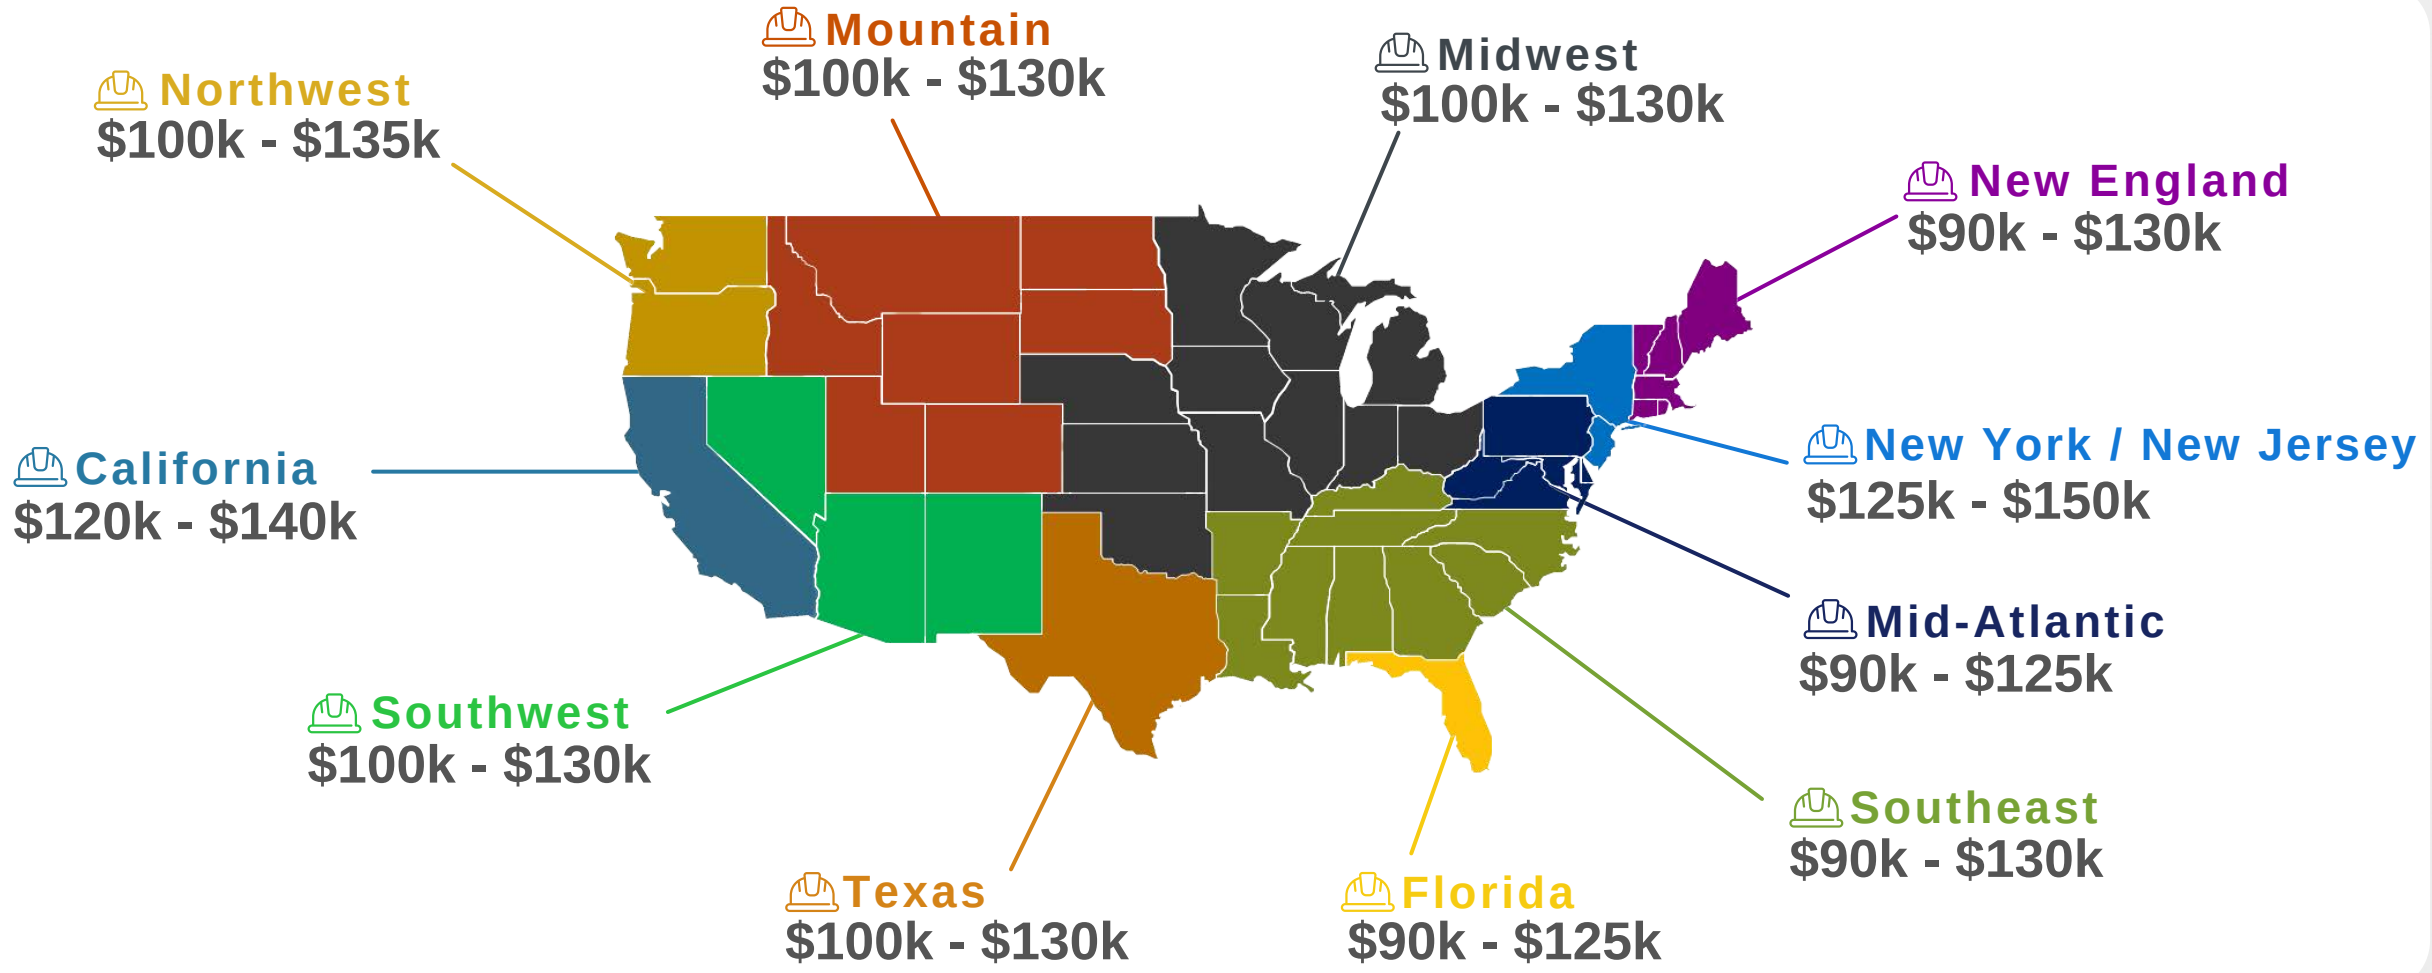 Mountain
$100k - $130k
Midwest
$100k - $130k
Northwest
$100k - $135k
New England
$90k - $130k
California
$120k - $140k
New York / New Jersey
$125k - $150k
Mid-Atlantic
$90k - $125k
Southwest
$100k - $130k
Southeast
$90k - $130k
Texas
$100k - $130k
Florida
$90k - $125k